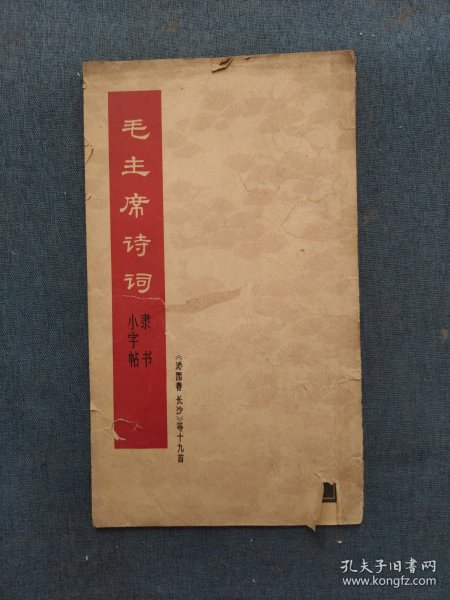 毛主席诗词
隶书
小字帖
《沁园春 长沙》等十九首
孔夫子旧书网
www.kongfz.com